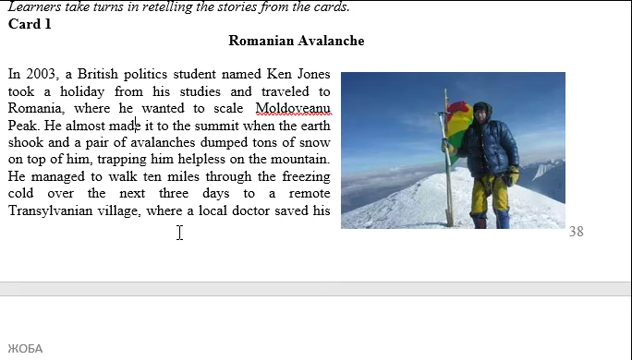 Learners take turns in retelling the stories from the cards.
Card 1
Romanian Avalanche
In 2003, a British politics student named Ken Jones
took a holiday from his studies and traveled to
Romania, where he wanted to scale Moldoveanu
Peak. He almost made it to the summit when the earth
shook and a pair of avalanches dumped tons of snow
on top of him, trapping him helpless on the mountain.
He managed to walk ten miles through the freezing
cold over the next three days to a remote
Transylvanian village, where a local doctor saved his
38
ЖОБА